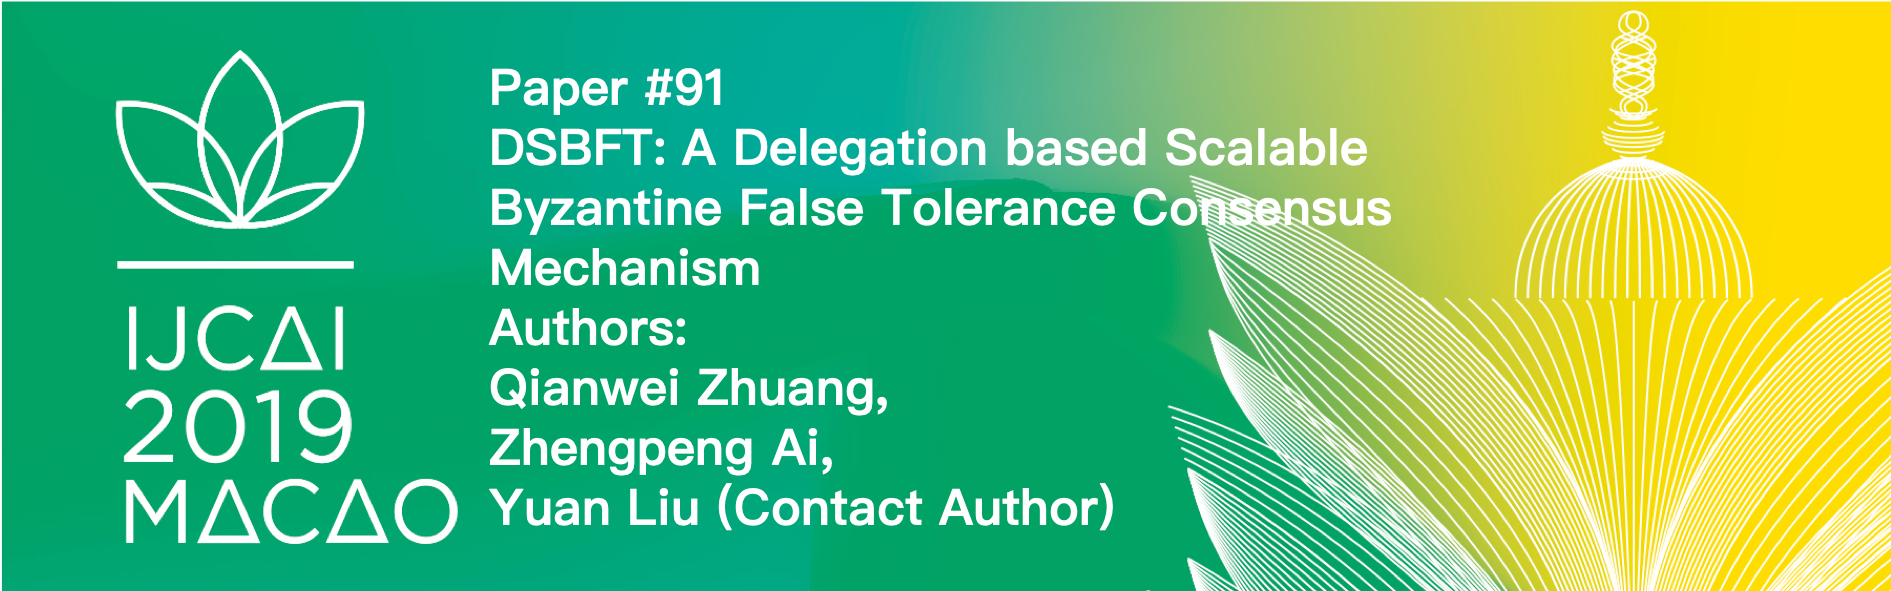 IJCAI
2019
MACAO
Paper #91
DSBFT: A Delegation based Scalable
Byzantine False Tolerance Consensus
Mechanism
Authors:
Qianwei Zhuang,
Zhengpeng Ai,
Yuan Liu (Contact Author)